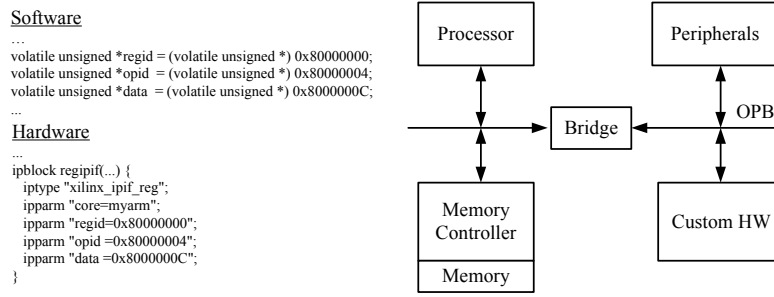 Software
...
volatile unsigned *regid = (volatile unsigned *) 0x80000000;
volatile unsigned *opid  = (volatile unsigned *) 0x80000004;
volatile unsigned *data  = (volatile unsigned *) 0x8000000C;
...
Hardware
...
ipblock regipif(...) {
   iptype "xilinx_ipif_reg";
   ipparm "core=myarm";
   ipparm "regid=0x80000000";
   ipparm "opid =0x80000004";
   ipparm "data =0x8000000C";
}
Processor
Peripherals
OPB
Bridge
Memory
Controller
Memory
Custom HW